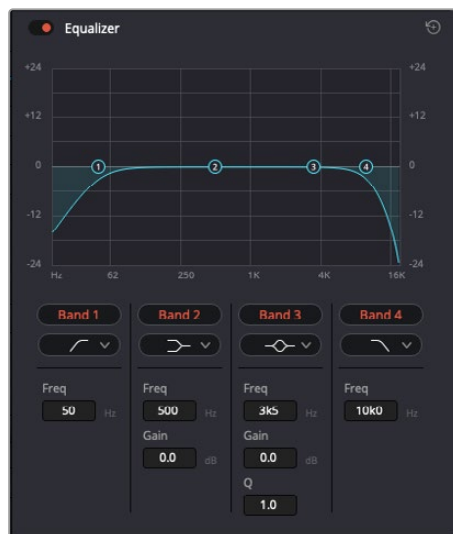 Equalizer
+24 +24
+12 +12
1 2 3 4
0 0
-12 -12
-24 -24
Hz 62 250 1K 4K 16K
Band 1 Band 2 Band 3 Band 4
Freq Freq Freq Freq
50 Hz 500 Hz 3k5 Hz 10k0 Hz
Gain Gain
0.0 dB 0.0 dB
Q
1.0